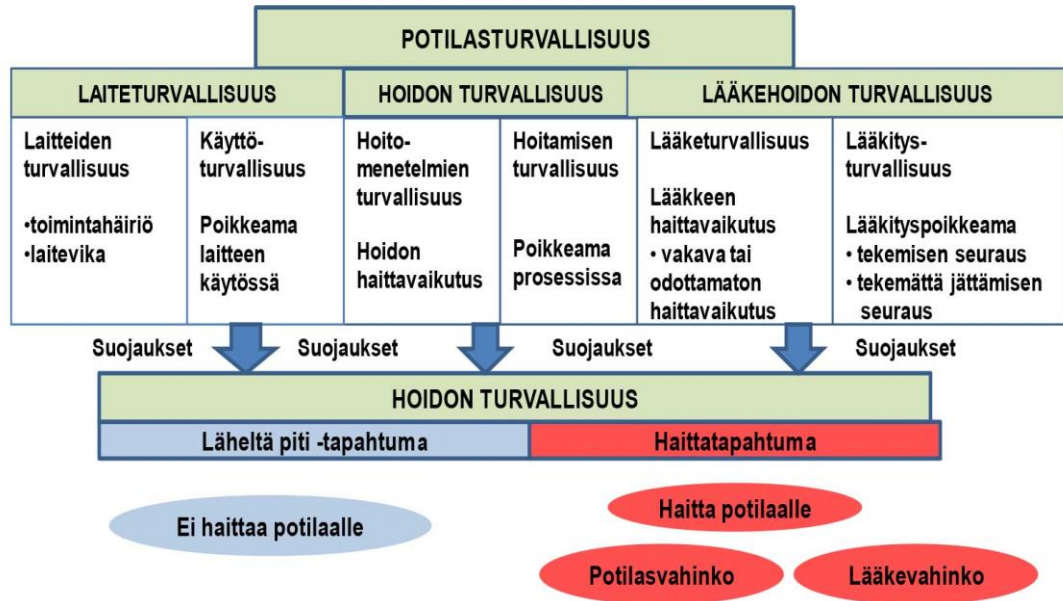 POTILASTURVALLISUUS
LAITETURVALLISUUS
HOIDON TURVALLISUUS
LÄÄKEHOIDON TURVALLISUUS
Laitteiden
turvallisuus
•toimintahäiriö
•laitevika
Käyttö-
turvallisuus
Poikkeama
laitteen
käytössä
Hoito-
menetelmien
turvallisuus
Hoidon
haittavaikutus
Hoitamisen
turvallisuus
Poikkeama
prosessissa
Lääketurvallisuus
Lääkkeen
haittavaikutus
• vakava tai
odottamaton
haittavaikutus
Lääkitys-
turvallisuus
Lääkityspoikkeama
• tekemisen seuraus
• tekemättä jättämisen
seuraus
Suojaukset
Suojaukset
Suojaukset
Suojaukset
HOIDON TURVALLISUUS
Läheltä piti -tapahtuma
Haittatapahtuma
Ei haittaa potilaalle
Haitta potilaalle
Potilasvahinko
Lääkevahinko